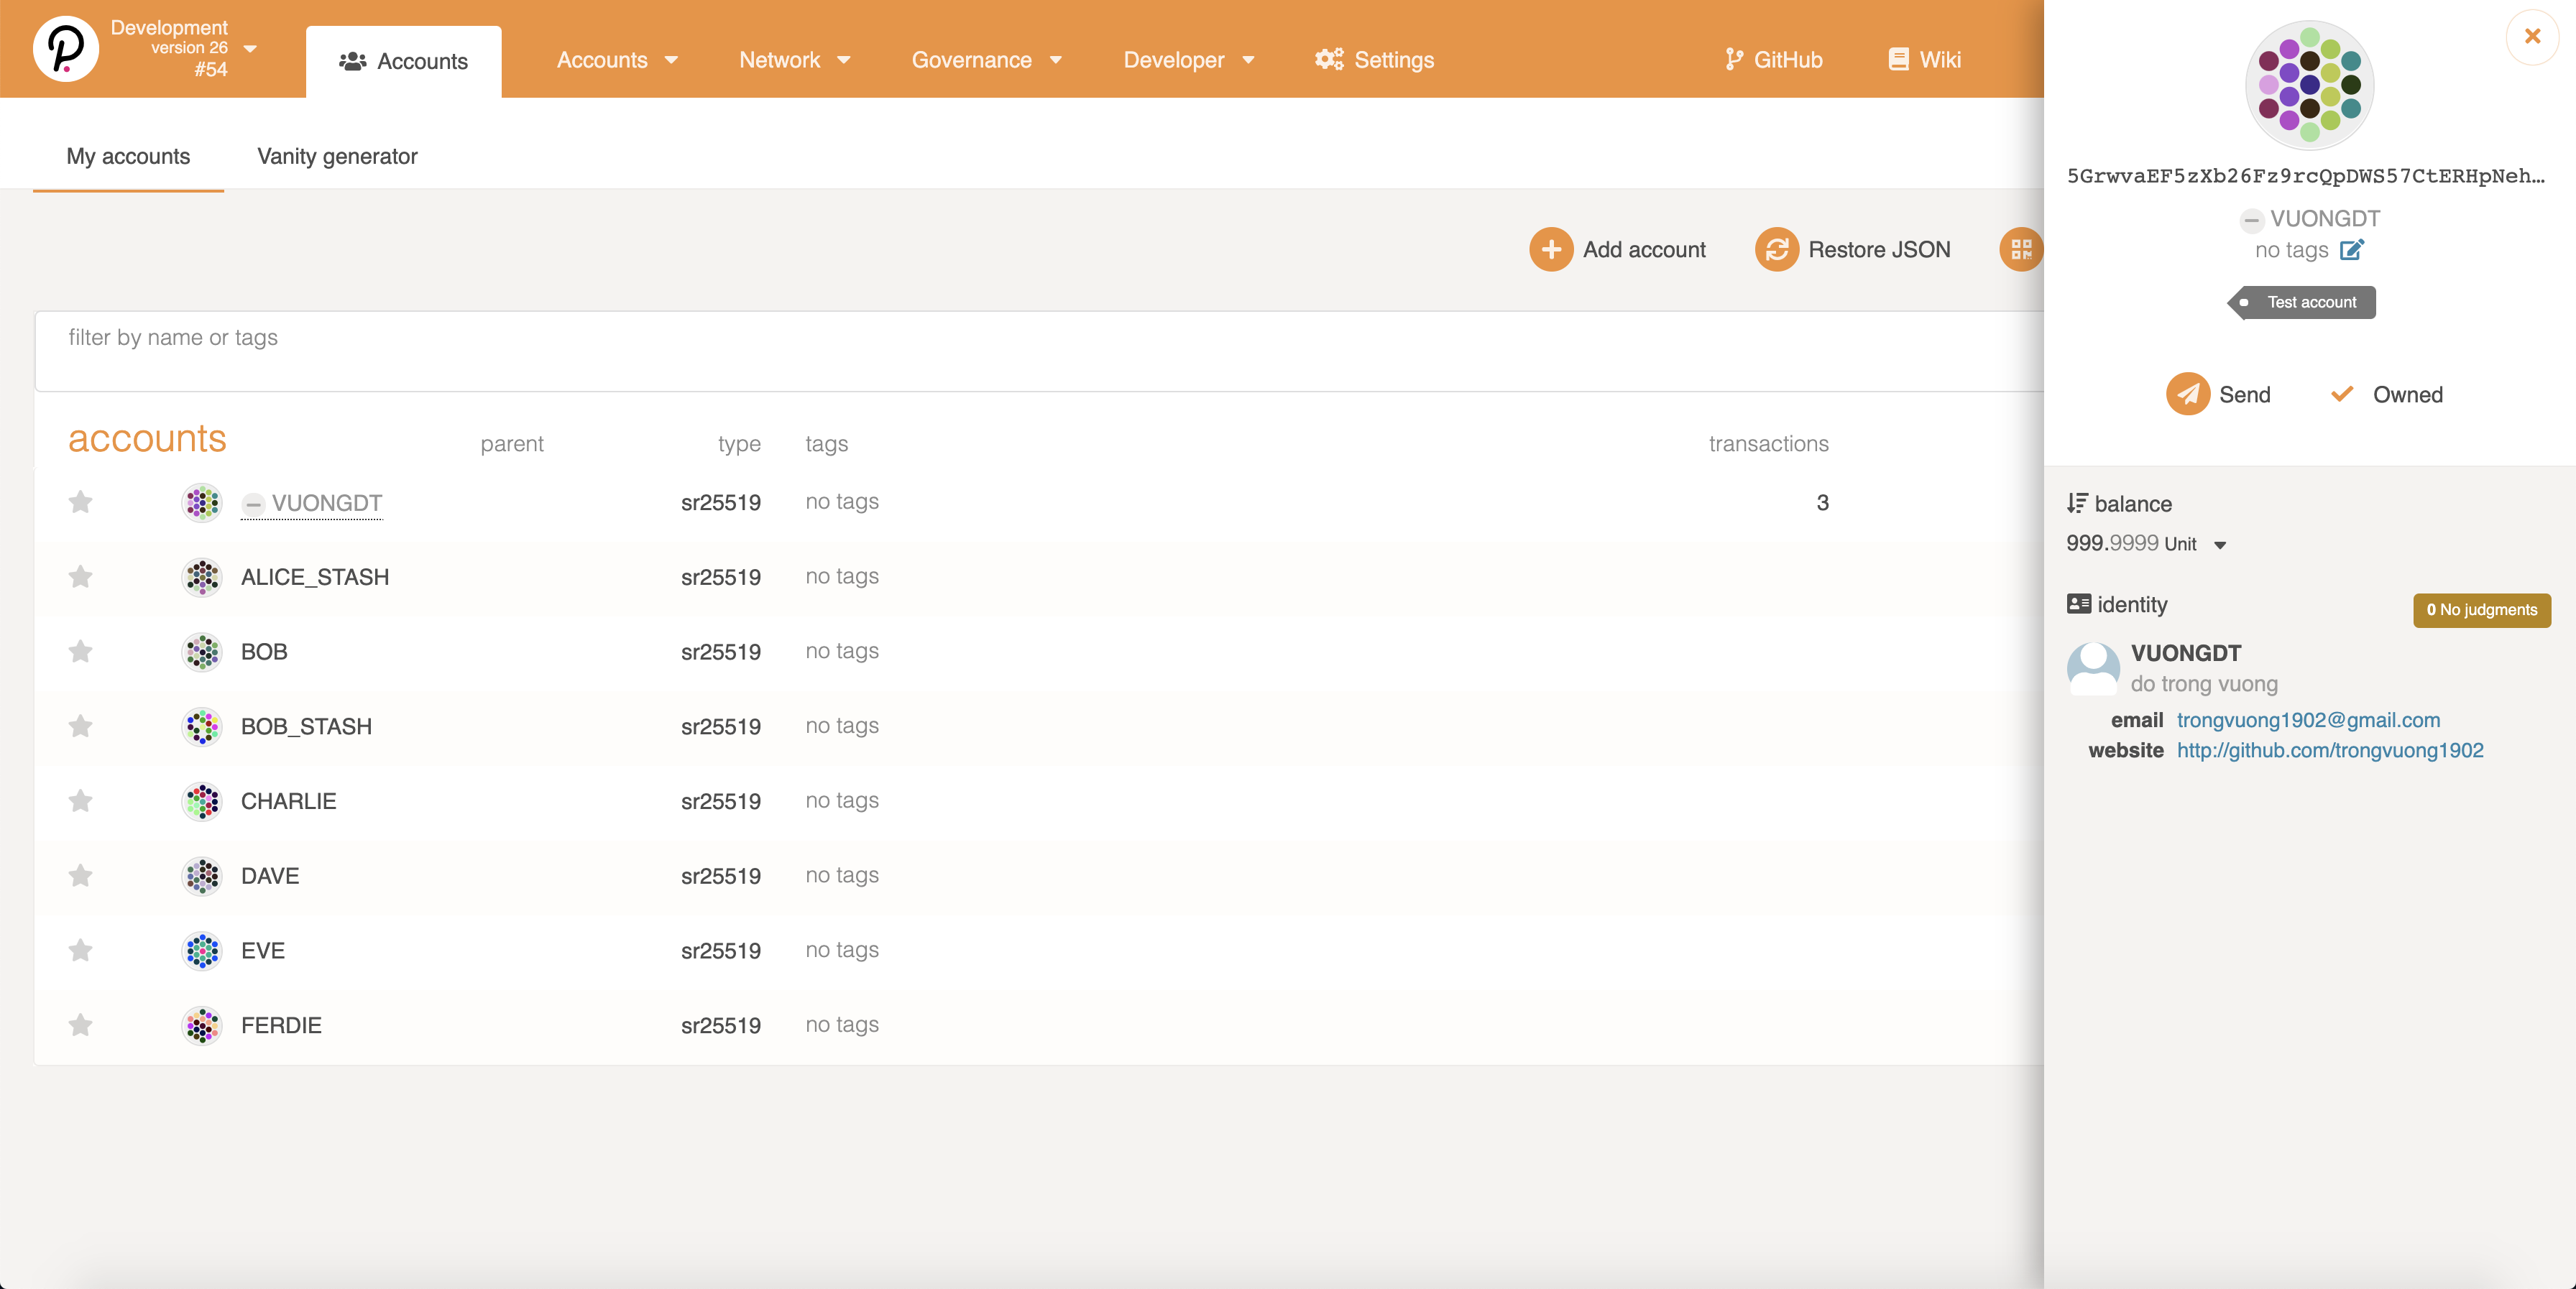 Development
version 26
#54
Accounts
Accounts
Network
Governance
Developer
Settings
GitHub
Wiki
My accounts
Vanity generator
Add account
Restore JSON
filter by name or tags
accounts parent type tags transactions
VUONGDT sr25519 no tags 3
ALICE_STASH sr25519 no tags
BOB sr25519 no tags
BOB_STASH sr25519 no tags
CHARLIE sr25519 no tags
DAVE sr25519 no tags
EVE sr25519 no tags
FERDIE sr25519 no tags
5GrwvaEF5zXb26Fz9rcQpDWS57CtERHpNeh…
VUONGDT
no tags
Test account
Send
Owned
balance
999.9999 Unit
identity
0 No judgments
VUONGDT
do trong vuong
email trongvuong1902@gmail.com
website http://github.com/trongvuong1902